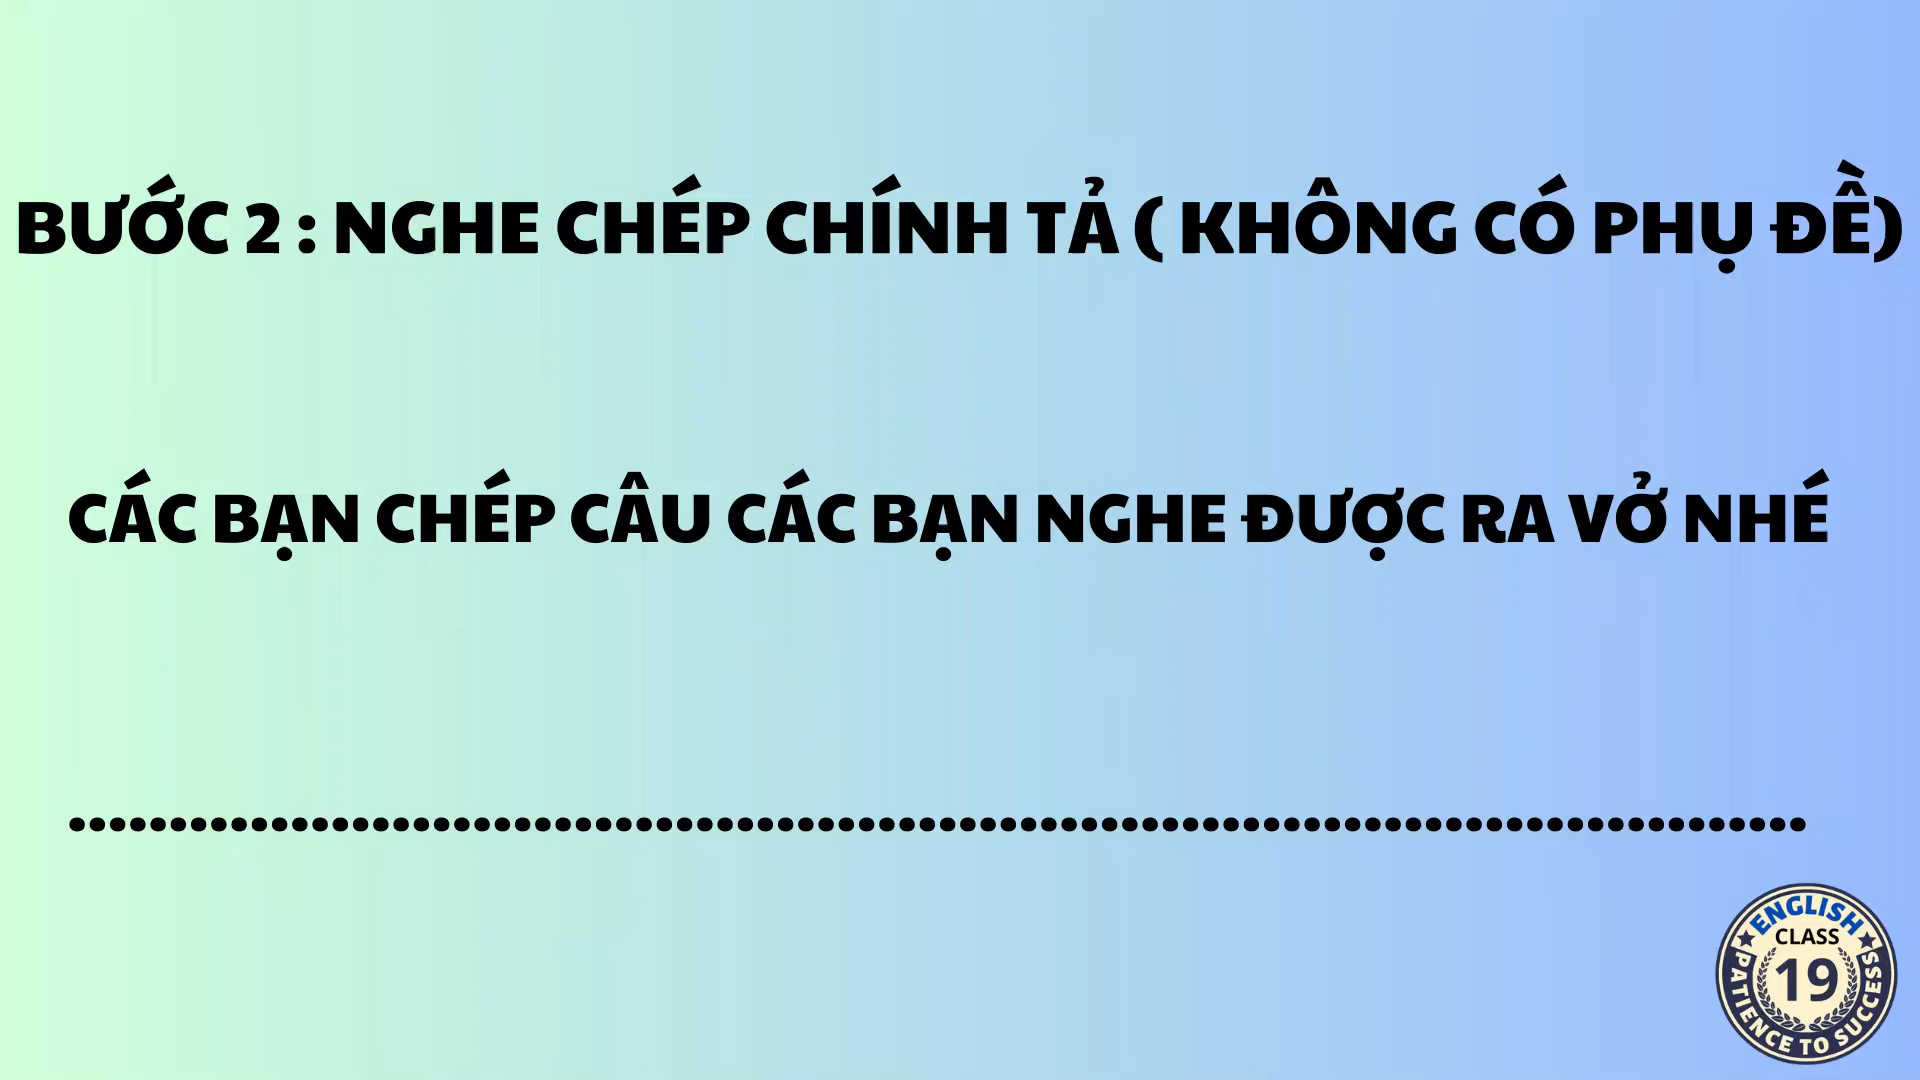 BƯỚC 2 : NGHE CHÉP CHÍNH TẢ ( KHÔNG CÓ PHỤ ĐỀ)
CÁC BẠN CHÉP CÂU CÁC BẠN NGHE ĐƯỢC RA VỞ NHÉ
......................................................................................
ENGLISH
CLASS
19
PATIENCE TO SUCCESS